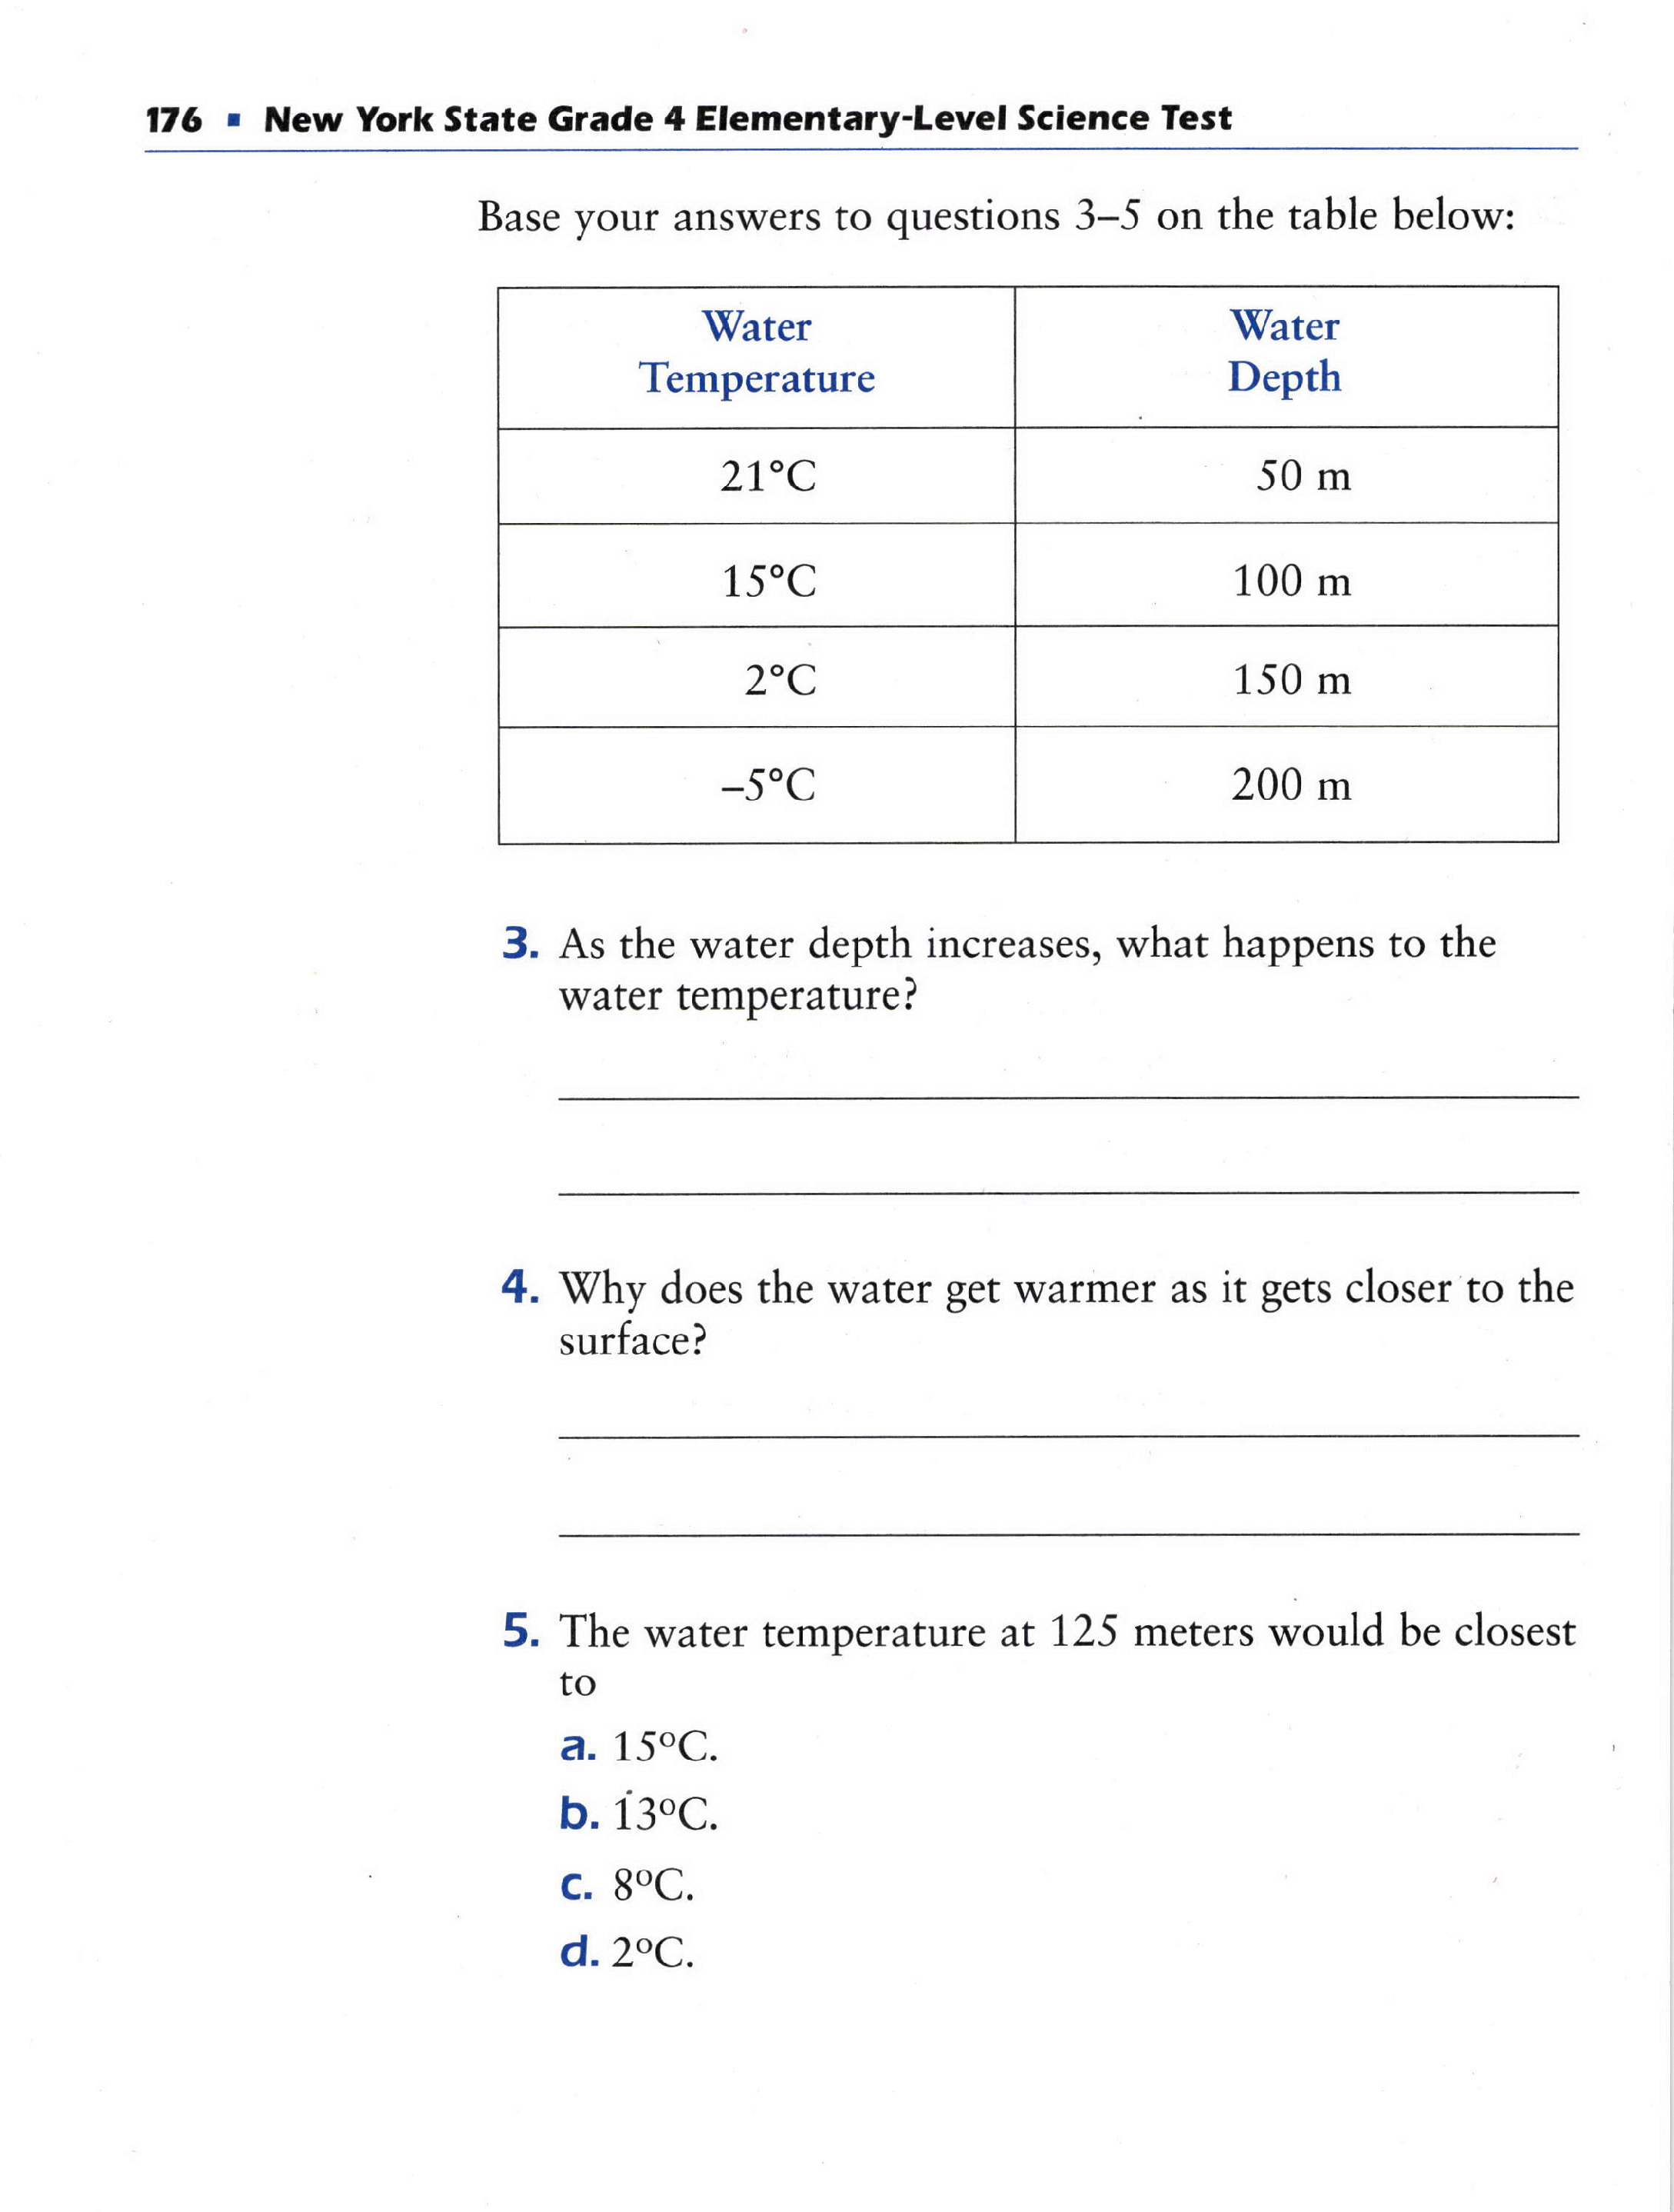 176 ▪ New York State Grade 4 Elementary-Level Science Test
Base your answers to questions 3–5 on the table below:
Water Temperature Water Depth
21°C 50 m
15°C 100 m
2°C 150 m
–5°C 200 m
3. As the water depth increases, what happens to the
water temperature?
4. Why does the water get warmer as it gets closer to the
surface?
5. The water temperature at 125 meters would be closest
to
a. 15°C.
b. 13°C.
c. 8°C.
d. 2°C.